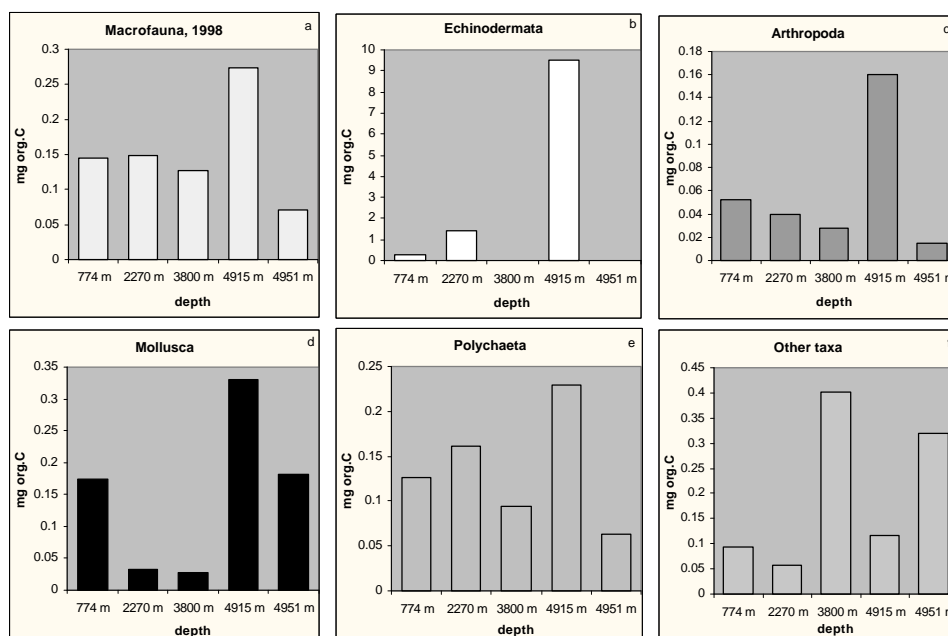 Macrofauna, 1998
a
0.3
0.25
0.2
0.15
0.1
0.05
0
mg org.C
774 m 2270 m 3800 m 4915 m 4951 m
depth
Echinodermata
b
10
9
8
7
6
5
4
3
2
1
0
mg org.C
774 m 2270 m 3800 m 4915 m 4951 m
depth
Arthropoda
0.18
0.16
0.14
0.12
0.10
0.08
0.06
0.04
0.02
0.00
mg org.C
774 m 2270 m 3800 m 4915 m 4951 m
depth
Mollusca
d
0.35
0.3
0.25
0.2
0.15
0.1
0.05
0
mg org.C
774 m 2270 m 3800 m 4915 m 4951 m
depth
Polychaeta
e
0.25
0.2
0.15
0.1
0.05
0
mg org.C
774 m 2270 m 3800 m 4915 m 4951 m
depth
Other taxa
0.45
0.4
0.35
0.3
0.25
0.2
0.15
0.1
0.05
0
mg org.C
774 m 2270 m 3800 m 4915 m 4951 m
depth